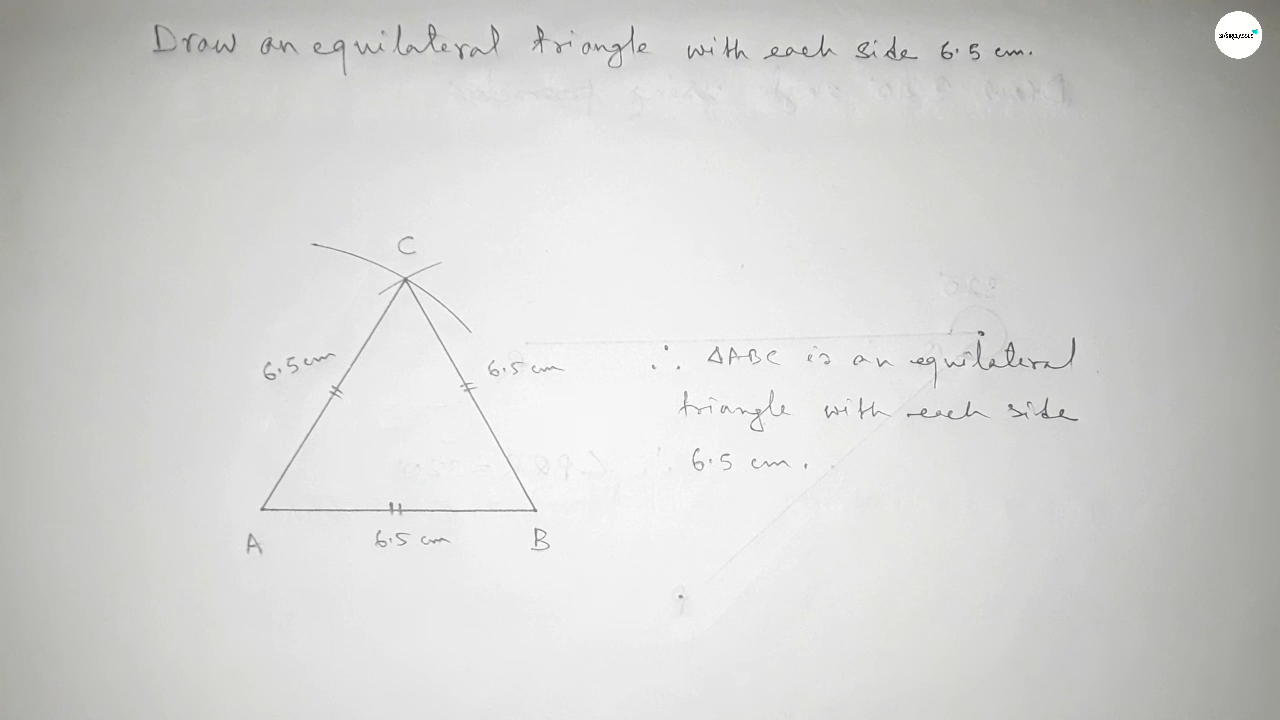 Draw an equilateral triangle with each side 6.5 cm.
C
6.5 cm
6.5 cm
∴ ΔABC is an equilateral
triangle with each side
6.5 cm.
A
6.5 cm
B